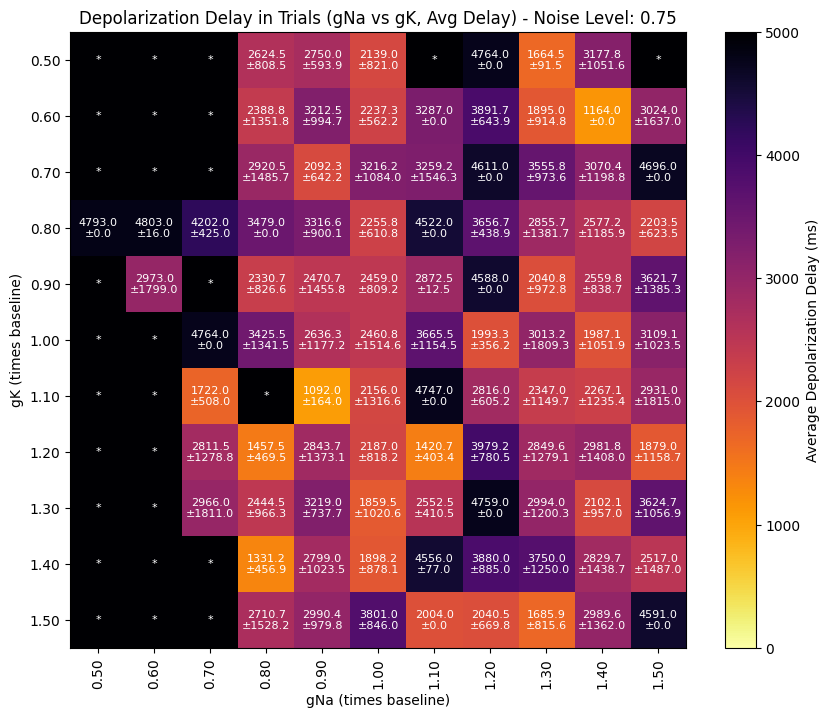 Depolarization Delay in Trials (gNa vs gK, Avg Delay) - Noise Level: 0.75
0.50 * * * 2624.5 2750.0 2139.0 * 4764.0 1664.5 3177.8 *
±808.5 ±593.9 ±821.0 ±0.0 ±91.5 ±1051.6
0.60 * * * 2388.8 3212.5 2237.3 3287.0 3891.7 1895.0 1164.0 3024.0
±1351.8 ±994.7 ±562.2 ±0.0 ±643.9 ±914.8 ±0.0 ±1637.0
0.70 * * * 2920.5 2092.3 3216.2 3259.2 4611.0 3555.8 3070.4 4696.0
±1485.7 ±642.2 ±1084.0 ±1546.3 ±0.0 ±973.6 ±1198.8 ±0.0
0.80 4793.0 4803.0 4202.0 3479.0 3316.6 2255.8 4522.0 3656.7 2855.7 2577.2 2203.5
±0.0 ±16.0 ±425.0 ±0.0 ±900.1 ±610.8 ±0.0 ±438.9 ±1381.7 ±1185.9 ±623.5
0.90 * 2973.0 * 2330.7 2470.7 2459.0 2872.5 4588.0 2040.8 2559.8 3621.7
±1799.0 ±826.6 ±1455.8 ±809.2 ±12.5 ±0.0 ±972.8 ±838.7 ±1385.3
1.00 * * 4764.0 3425.5 2636.3 2460.8 3665.5 1993.3 3013.2 1987.1 3109.1
±0.0 ±1341.5 ±1177.2 ±1514.6 ±1154.5 ±356.2 ±1809.3 ±1051.9 ±1023.5
1.10 * * 1722.0 * 1092.0 2156.0 4747.0 2816.0 2347.0 2267.1 2931.0
±508.0 ±164.0 ±1316.6 ±0.0 ±605.2 ±1149.7 ±1235.4 ±1815.0
1.20 * * 2811.5 1457.5 2843.7 2187.0 1420.7 3979.2 2849.6 2981.8 1879.0
±1278.8 ±469.5 ±1373.1 ±818.2 ±403.4 ±780.5 ±1279.1 ±1408.0 ±1158.7
1.30 * * 2966.0 2444.5 3219.0 1859.5 2552.5 4759.0 2994.0 2102.1 3624.7
±1811.0 ±966.3 ±737.7 ±1020.6 ±410.5 ±0.0 ±1200.3 ±957.0 ±1056.9
1.40 * * * 1331.2 2799.0 1898.2 4556.0 3880.0 3750.0 2829.7 2517.0
±456.9 ±1023.5 ±878.1 ±77.0 ±885.0 ±1250.0 ±1438.7 ±1487.0
1.50 * * * 2710.7 2990.4 3801.0 2004.0 2040.5 1685.9 2989.6 4591.0
±1528.2 ±979.8 ±846.0 ±0.0 ±669.8 ±815.6 ±1362.0 ±0.0
0.50 0.60 0.70 0.80 0.90 1.00 1.10 1.20 1.30 1.40 1.50
gNa (times baseline)
gK (times baseline)
5000
4000
3000
2000
1000
0
Average Depolarization Delay (ms)